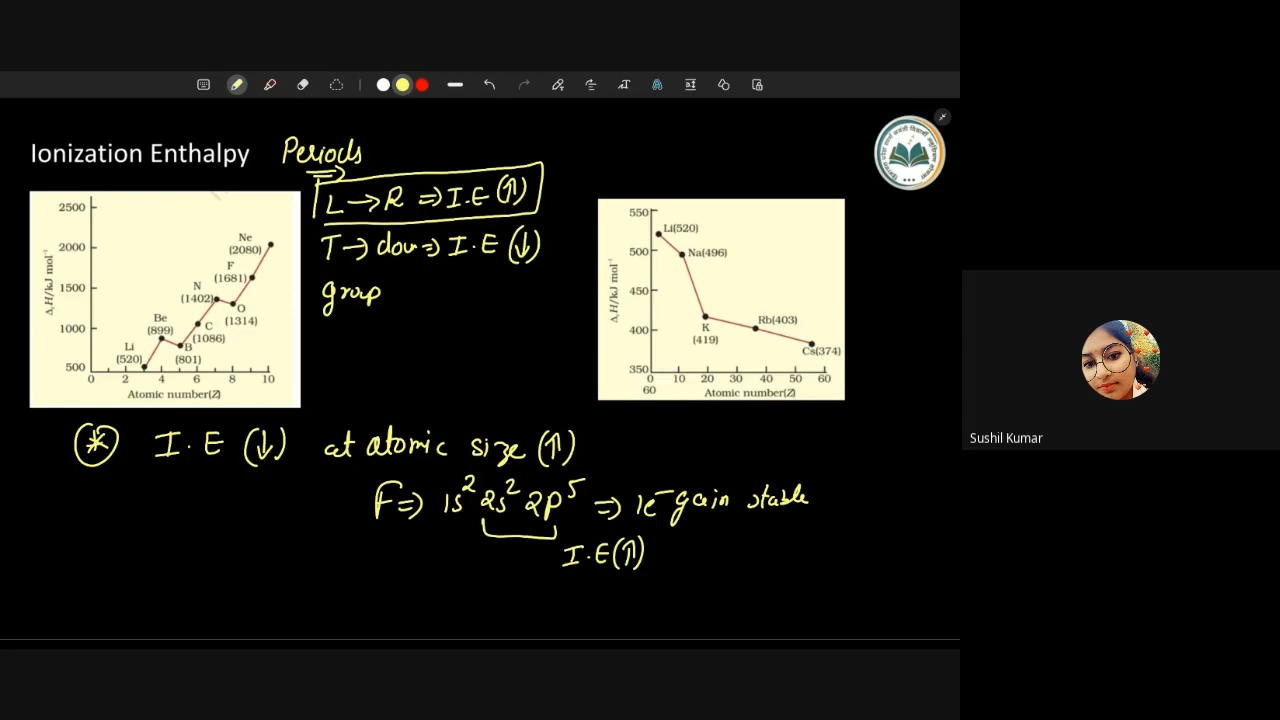 Ionization Enthalpy Periods
L → R ⇒ I.E (↑)
T → down ⇒ I.E (↓)
group
2500
2000
1500
1000
500
ΔᵢH/kJ mol⁻¹
Li
(520)
Be
(899)
B
(801)
C
(1086)
N
(1402)
O
(1314)
F
(1681)
Ne
(2080)
0 2 4 6 8 10
Atomic number(Z)
550
500
450
400
350
ΔᵢH/kJ mol⁻¹
Li(520)
Na(496)
K
(419)
Rb(403)
Cs(374)
0 10 20 30 40 50 60
60 Atomic number(Z)
* I.E (↓) at atomic size (↑)
F ⇒ 1s² 2s² 2p⁵ ⇒ 1e⁻ gain stable
I.E(↑)
Sushil Kumar